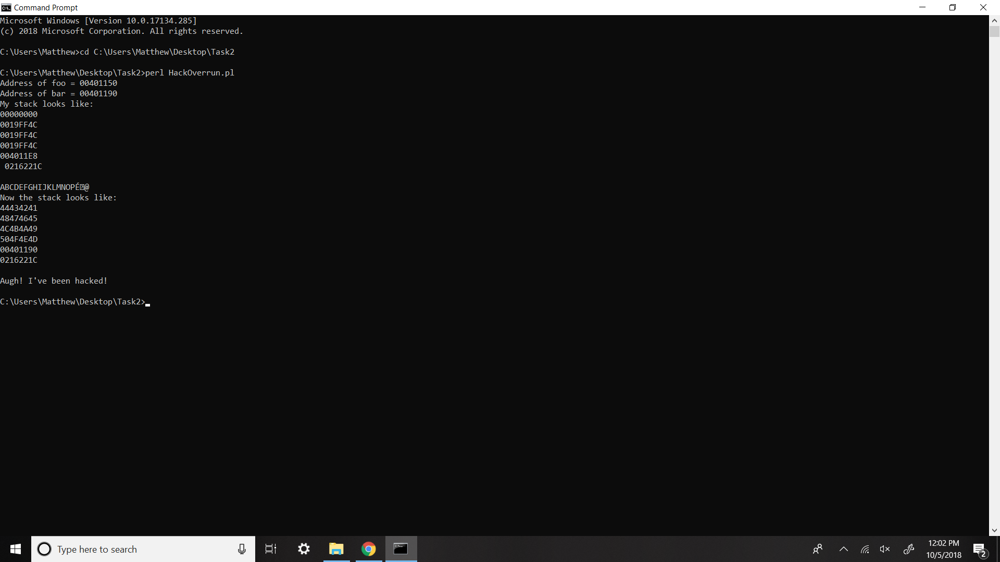 Command Prompt
Microsoft Windows [Version 10.0.17134.285]
(c) 2018 Microsoft Corporation. All rights reserved.
C:\Users\Matthew>cd C:\Users\Matthew\Desktop\Task2
C:\Users\Matthew\Desktop\Task2>perl HackOverrun.pl
Address of foo = 00401150
Address of bar = 00401190
My stack looks like:
00000000
0019FF4C
0019FF4C
0019FF4C
004011E8
0216221C
ABCDEFGHIJKLMNOPÉ@
Now the stack looks like:
44434241
48474645
4C4B4A49
504F4E4D
00401190
0216221C
Augh! I've been hacked!
C:\Users\Matthew\Desktop\Task2>
Type here to search
12:02 PM
10/5/2018
2